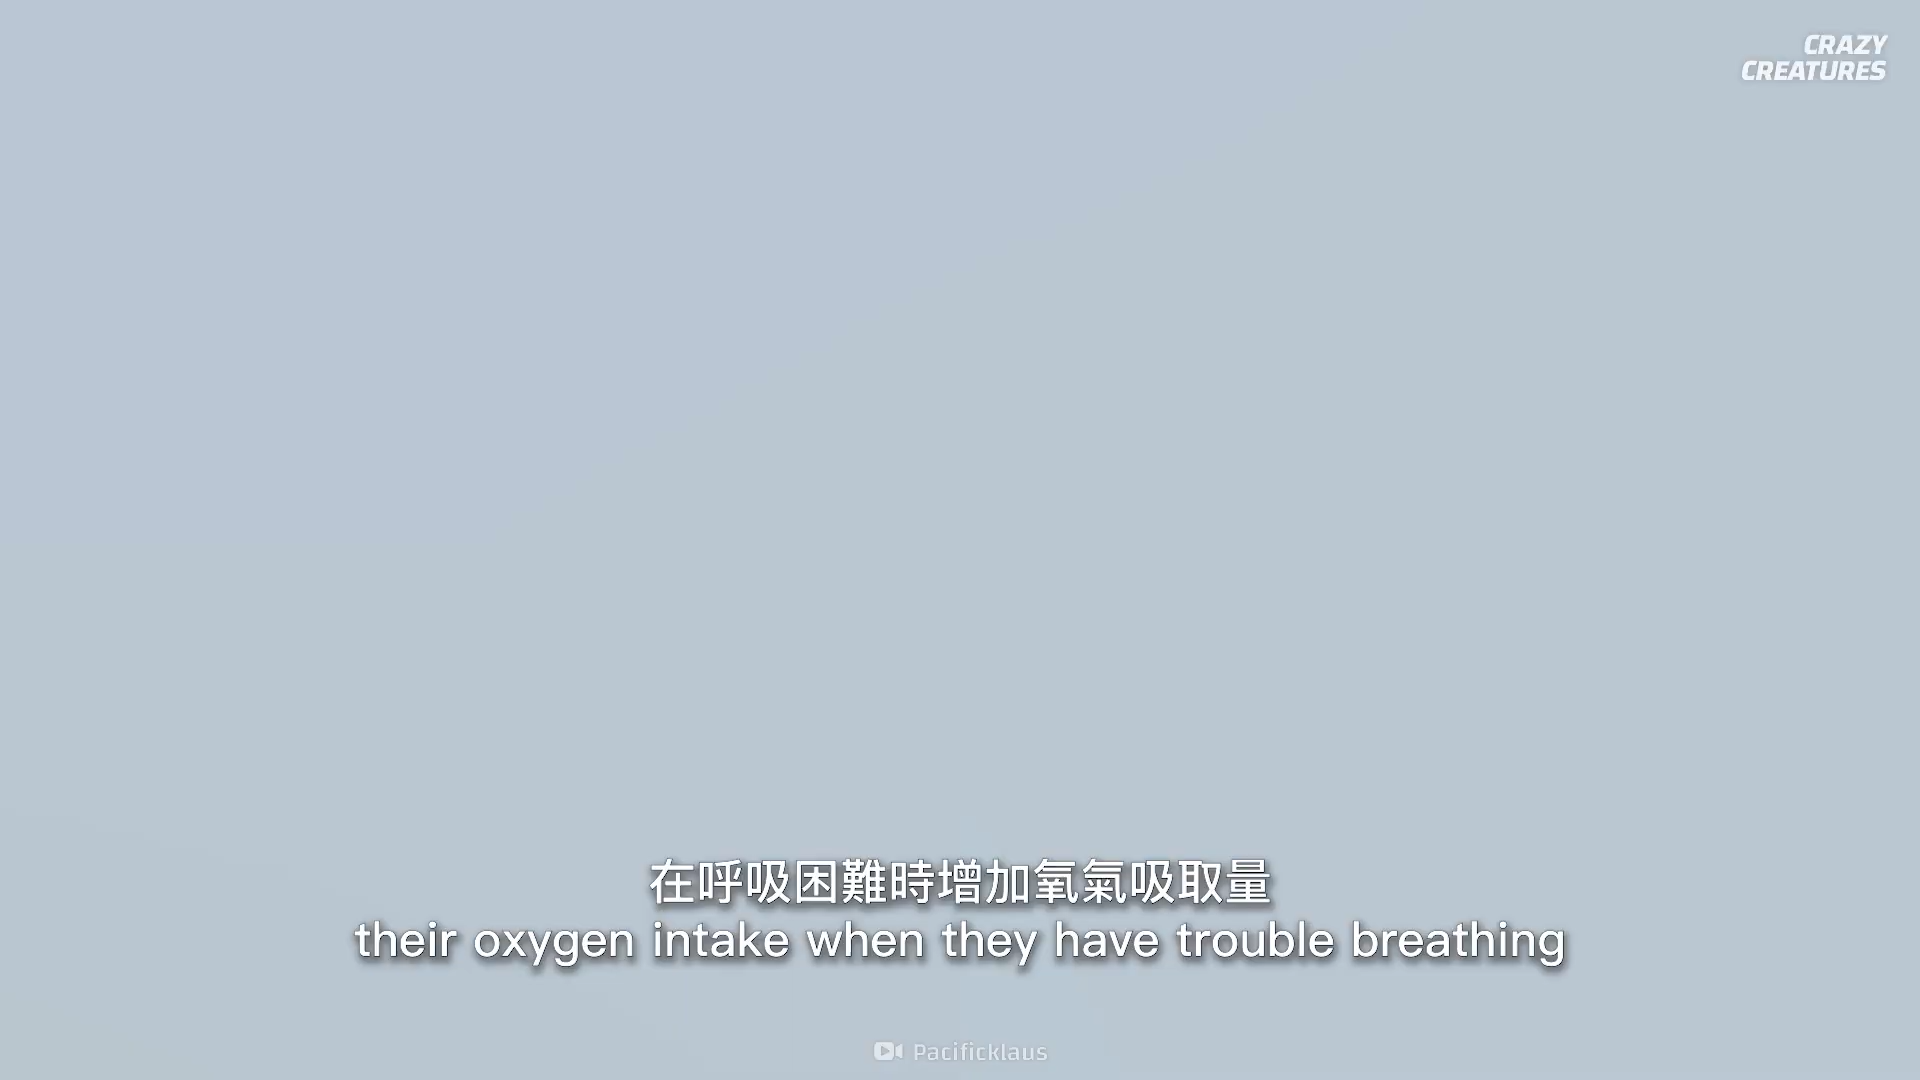 CRAZY
CREATURES
在呼吸困難時增加氧氣吸取量
their oxygen intake when they have trouble breathing
Pacificklaus